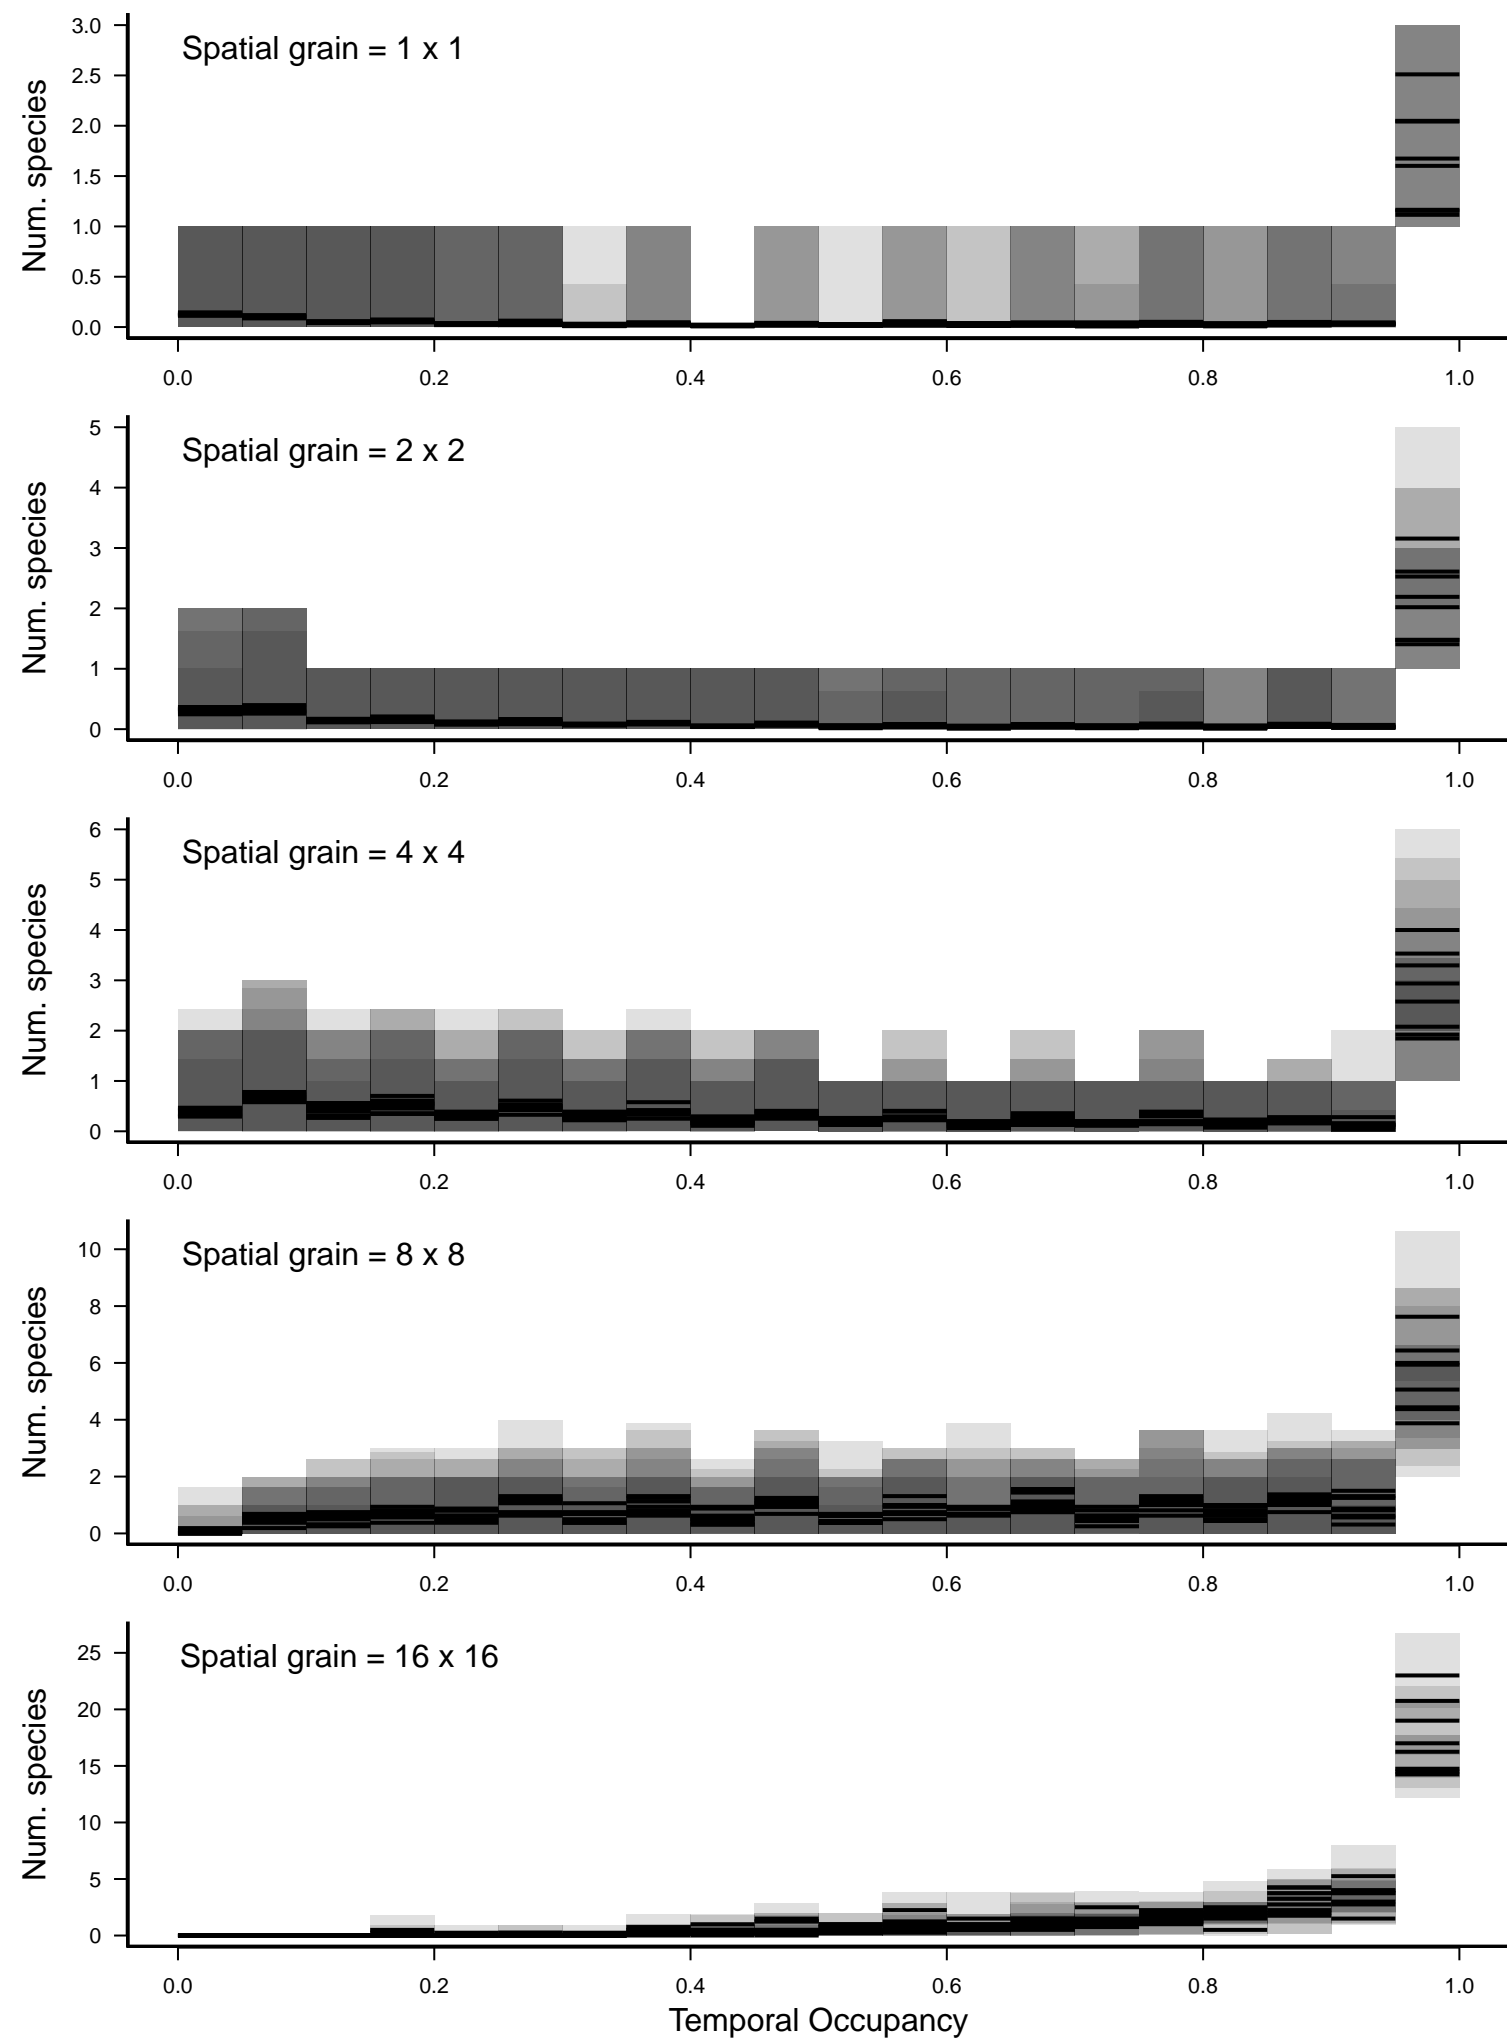 Spatial grain = 1 x 1
Num. species
3.0
2.5
2.0
1.5
1.0
0.5
0.0
0.0 0.2 0.4 0.6 0.8 1.0
Spatial grain = 2 x 2
Num. species
5
4
3
2
1
0
0.0 0.2 0.4 0.6 0.8 1.0
Spatial grain = 4 x 4
Num. species
6
5
4
3
2
1
0
0.0 0.2 0.4 0.6 0.8 1.0
Spatial grain = 8 x 8
Num. species
10
8
6
4
2
0
0.0 0.2 0.4 0.6 0.8 1.0
Spatial grain = 16 x 16
Num. species
25
20
15
10
5
0
0.0 0.2 0.4 0.6 0.8 1.0
Temporal Occupancy